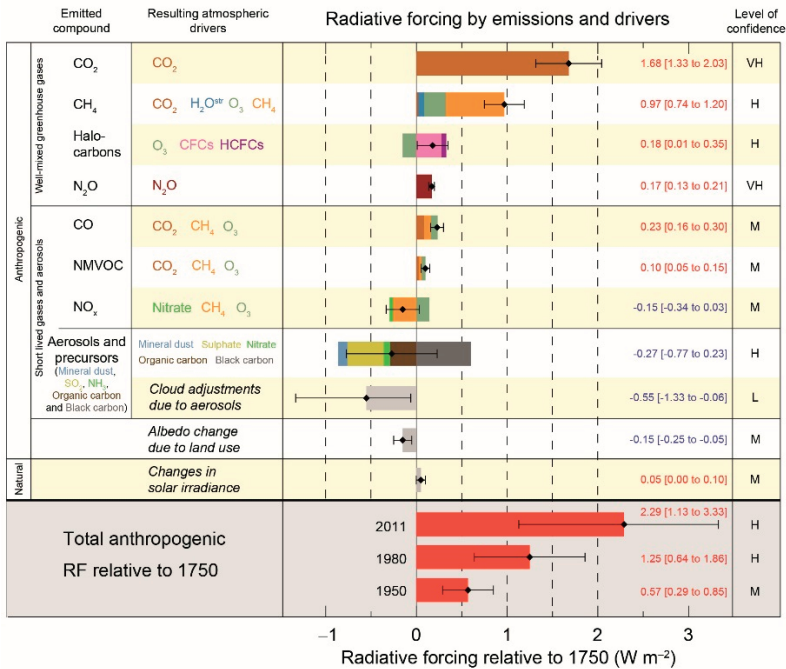 Emitted compound
Resulting atmospheric drivers
Radiative forcing by emissions and drivers
Level of confidence
Anthropogenic
Well-mixed greenhouse gases
CO₂
CO₂
1.68 [1.33 to 2.03]
VH
CH₄
CO₂ H₂Oˢᵗʳ O₃ CH₄
0.97 [0.74 to 1.20]
H
Halo-
carbons
O₃ CFCs HCFCs
0.18 [0.01 to 0.35]
H
N₂O
N₂O
0.17 [0.13 to 0.21]
VH
Short lived gases and aerosols
CO
CO₂ CH₄ O₃
0.23 [0.16 to 0.30]
M
NMVOC
CO₂ CH₄ O₃
0.10 [0.05 to 0.15]
M
NOₓ
Nitrate CH₄ O₃
-0.15 [-0.34 to 0.03]
M
Aerosols and
precursors
(Mineral dust,
SO₂, NH₃,
Organic carbon
and Black carbon)
Mineral dust Sulphate Nitrate
Organic carbon Black carbon
-0.27 [-0.77 to 0.23]
H
Cloud adjustments
due to aerosols
-0.55 [-1.33 to -0.06]
L
Albedo change
due to land use
-0.15 [-0.25 to -0.05]
M
Natural
Changes in
solar irradiance
0.05 [0.00 to 0.10]
M
Total anthropogenic
RF relative to 1750
2011
2.29 [1.13 to 3.33]
H
1980
1.25 [0.64 to 1.86]
H
1950
0.57 [0.29 to 0.85]
M
−1 0 1 2 3
Radiative forcing relative to 1750 (W m⁻²)